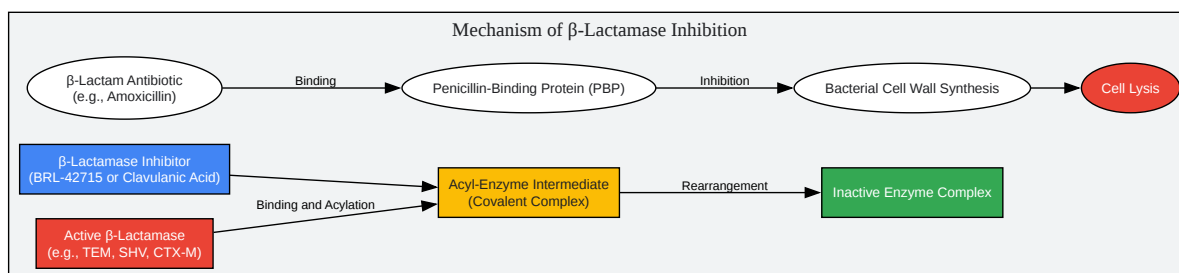 Mechanism of β-Lactamase Inhibition
β-Lactam Antibiotic
(e.g., Amoxicillin)
Binding
Penicillin-Binding Protein (PBP)
Inhibition
Bacterial Cell Wall Synthesis
Cell Lysis
β-Lactamase Inhibitor
(BRL-42715 or Clavulanic Acid)
Binding and Acylation
Active β-Lactamase
(e.g., TEM, SHV, CTX-M)
Acyl-Enzyme Intermediate
(Covalent Complex)
Rearrangement
Inactive Enzyme Complex